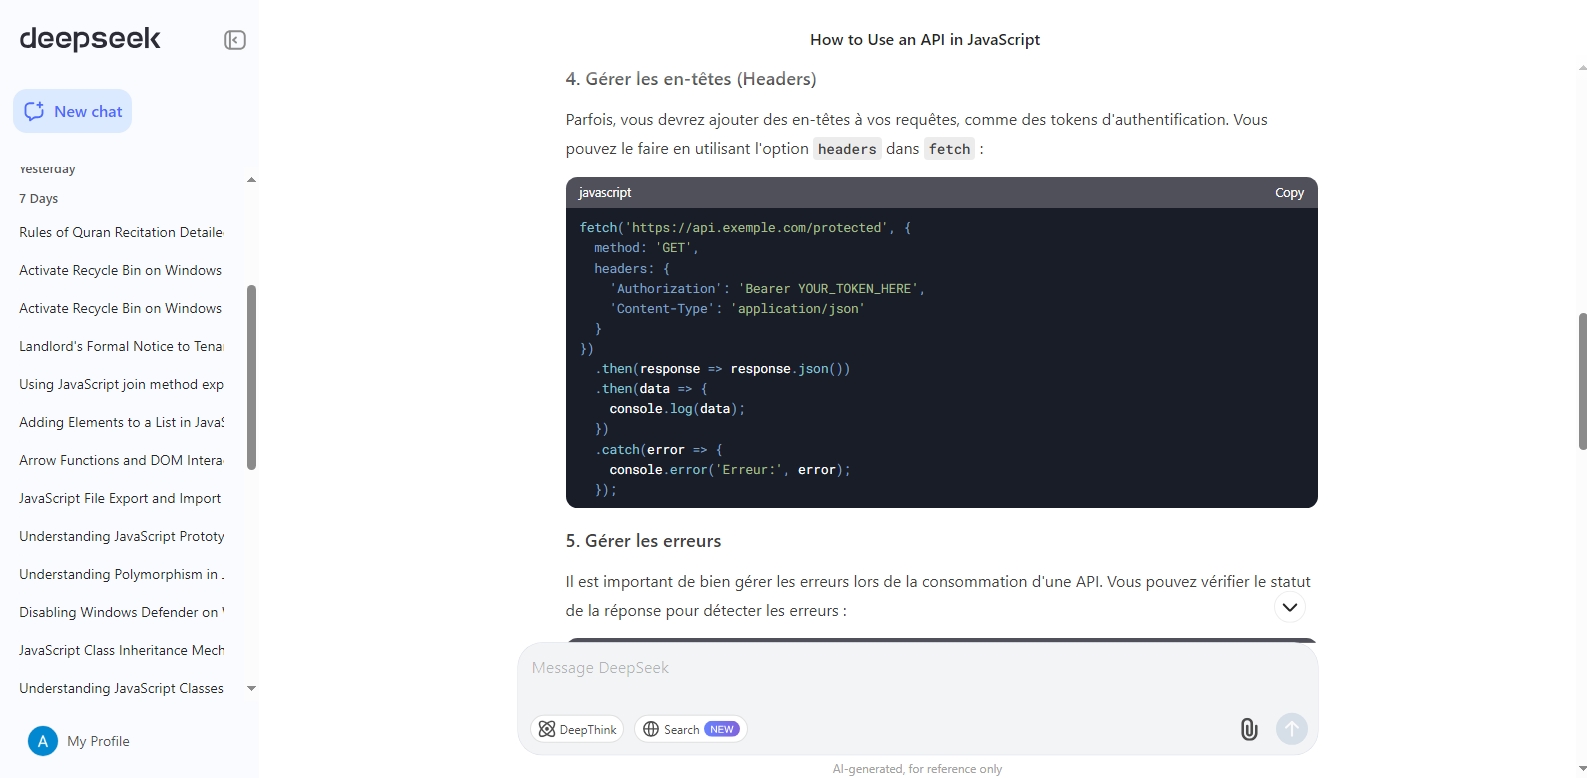 deepseek
New chat
Yesterday
7 Days
Rules of Quran Recitation Detaile
Activate Recycle Bin on Windows
Activate Recycle Bin on Windows
Landlord's Formal Notice to Tena
Using JavaScript join method exp
Adding Elements to a List in JavaS
Arrow Functions and DOM Intera
JavaScript File Export and Import
Understanding JavaScript Prototy
Understanding Polymorphism in .
Disabling Windows Defender on
JavaScript Class Inheritance Mech
Understanding JavaScript Classes
A My Profile
How to Use an API in JavaScript
4. Gérer les en-têtes (Headers)
Parfois, vous devrez ajouter des en-têtes à vos requêtes, comme des tokens d'authentification. Vous
pouvez le faire en utilisant l'option headers dans fetch :
javascript Copy
fetch('https://api.exemple.com/protected', {
  method: 'GET',
  headers: {
    'Authorization': 'Bearer YOUR_TOKEN_HERE',
    'Content-Type': 'application/json'
  }
})
  .then(response => response.json())
  .then(data => {
    console.log(data);
  })
  .catch(error => {
    console.error('Erreur:', error);
  });
5. Gérer les erreurs
Il est important de bien gérer les erreurs lors de la consommation d'une API. Vous pouvez vérifier le statut
de la réponse pour détecter les erreurs :
Message DeepSeek
DeepThink Search NEW
AI-generated, for reference only